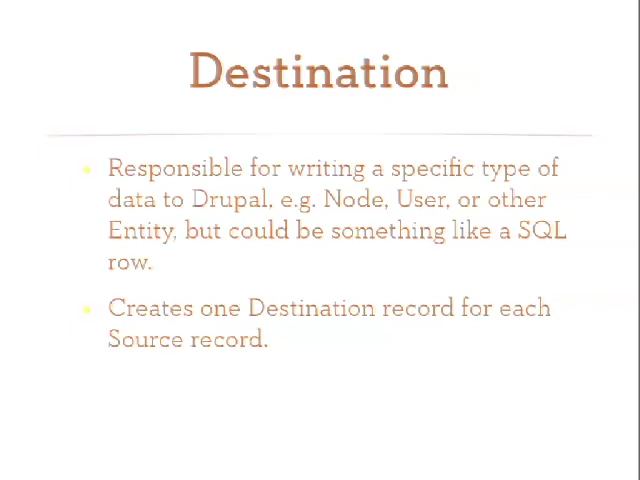 Destination
Responsible for writing a specific type of
data to Drupal, e.g. Node, User, or other
Entity, but could be something like a SQL
row.
Creates one Destination record for each
Source record.